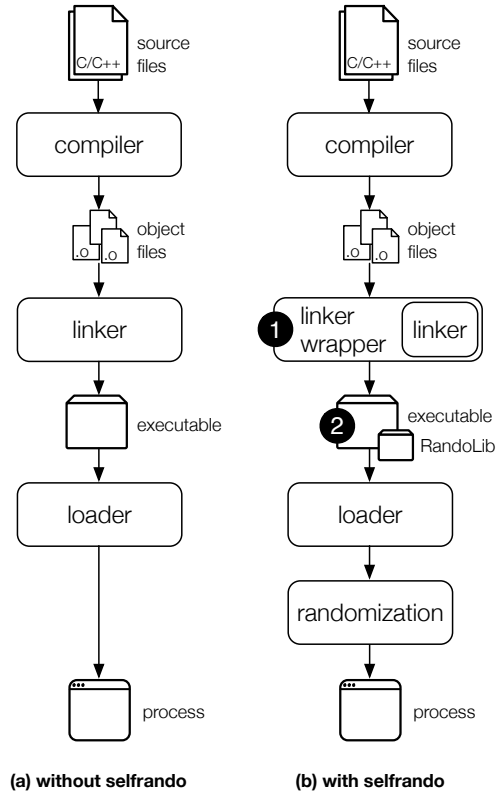 C/C++
source
files
compiler
.o
.o
object
files
linker
executable
loader
process
(a) without selfrando
C/C++
source
files
compiler
.o
.o
object
files
1
linker
wrapper
linker
2
executable
RandoLib
loader
randomization
process
(b) with selfrando